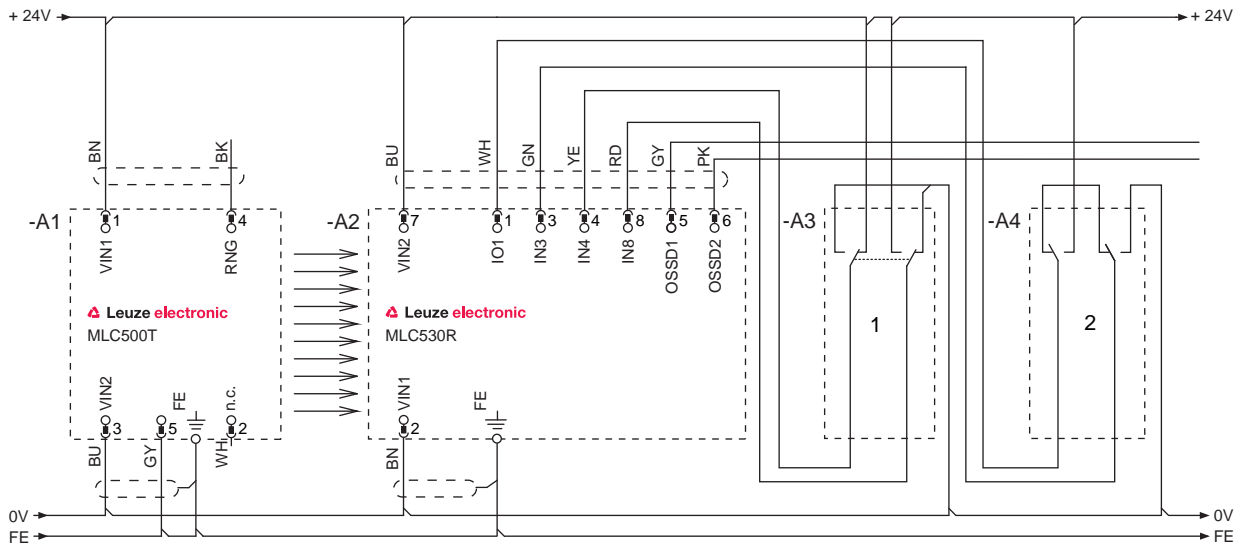 + 24V
+ 24V
BN
BK
BU
WH
GN
YE
RD
GY
PK
-A1
1
4
-A2
7
1
3
4
8
5
6
-A3
-A4
VIN1
RNG
VIN2
IO1
IN3
IN4
IN8
OSSD1
OSSD2
Leuze electronic
MLC500T
Leuze electronic
MLC530R
1
2
VIN2
FE
n.c.
VIN1
FE
3
5
2
2
BU
GY
WH
BN
0V
0V
FE
FE